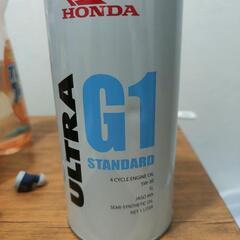 HONDA
ULTRA
G1
STANDARD
4 CYCLE ENGINE OIL
5W-30
SL
JASO MA
SEMI-SYNTHETIC OIL
NET 1 LITER